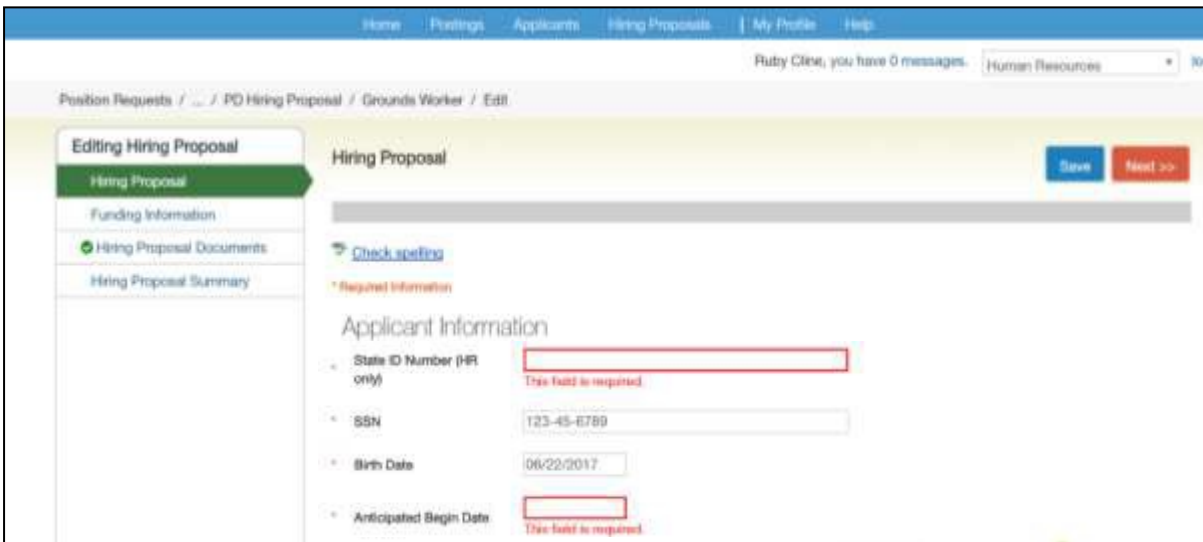 Home Postings Applicants Hiring Proposals | My Profile Help
Ruby Cline, you have 0 messages. Human Resources
Position Requests / ... / PD Hiring Proposal / Grounds Worker / Edit
Editing Hiring Proposal
Hiring Proposal
Funding Information
Hiring Proposal Documents
Hiring Proposal Summary
Hiring Proposal
Save Next >>
Check spelling
* Required Information
Applicant Information
* State ID Number (HR
only)
This field is required.
* SSN 123-45-6789
* Birth Date 06/22/2017
* Anticipated Begin Date
This field is required.